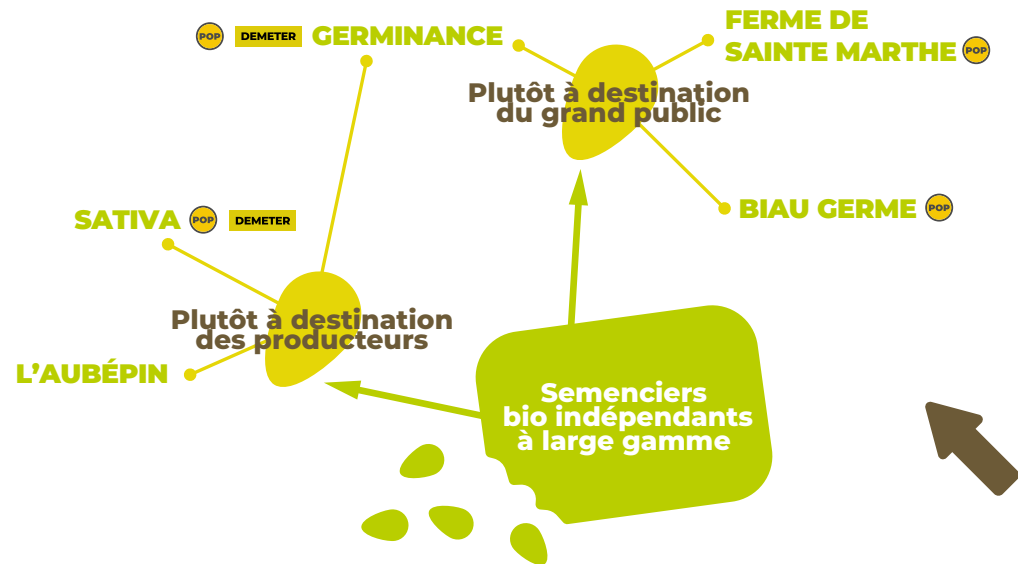 POP DEMETER GERMINANCE
FERME DE
SAINTE MARTHE POP
Plutôt à destination
du grand public
SATIVA POP DEMETER
BIAU GERME POP
Plutôt à destination
des producteurs
L’AUBÉPIN
Semenciers
bio indépendants
à large gamme